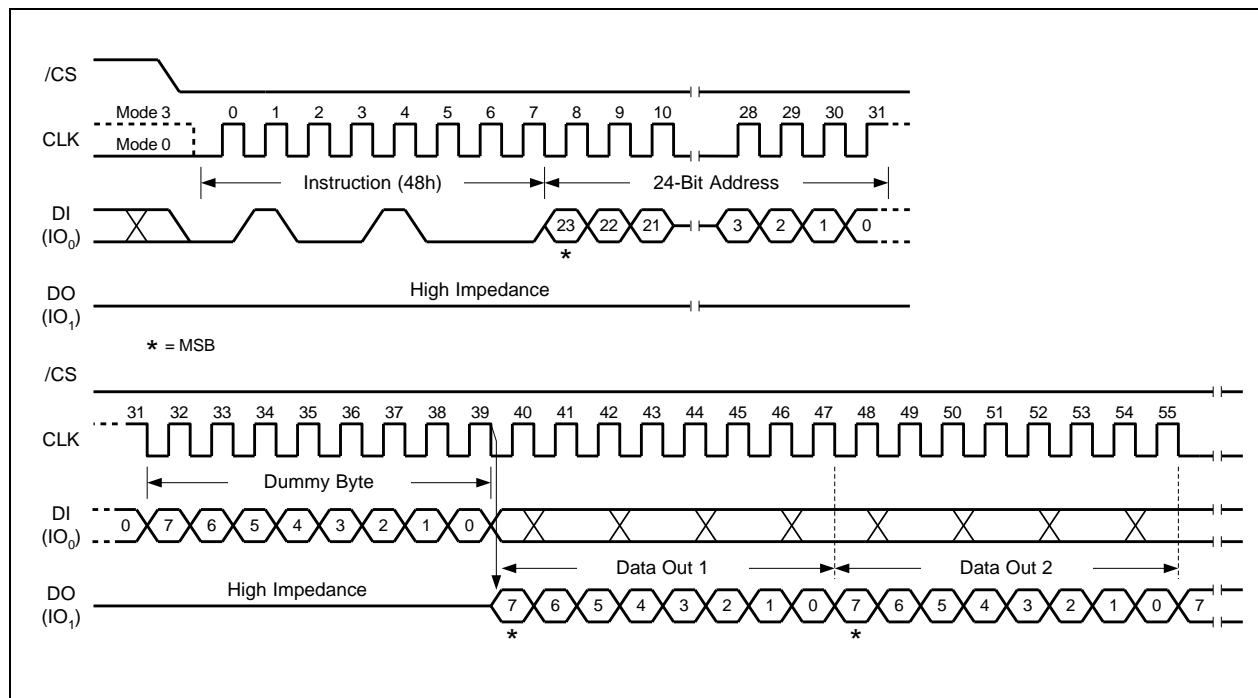 /CS
Mode 3 0 1 2 3 4 5 6 7 8 9 10 28 29 30 31
CLK Mode 0
Instruction (48h) 24-Bit Address
DI
(IO0) 23 22 21 3 2 1 0
*
DO High Impedance
(IO1)
* = MSB
/CS
31 32 33 34 35 36 37 38 39 40 41 42 43 44 45 46 47 48 49 50 51 52 53 54 55
CLK
Dummy Byte
DI
(IO0) 0 7 6 5 4 3 2 1 0
Data Out 1 Data Out 2
DO High Impedance
(IO1) 7 6 5 4 3 2 1 0 7 6 5 4 3 2 1 0 7
* *